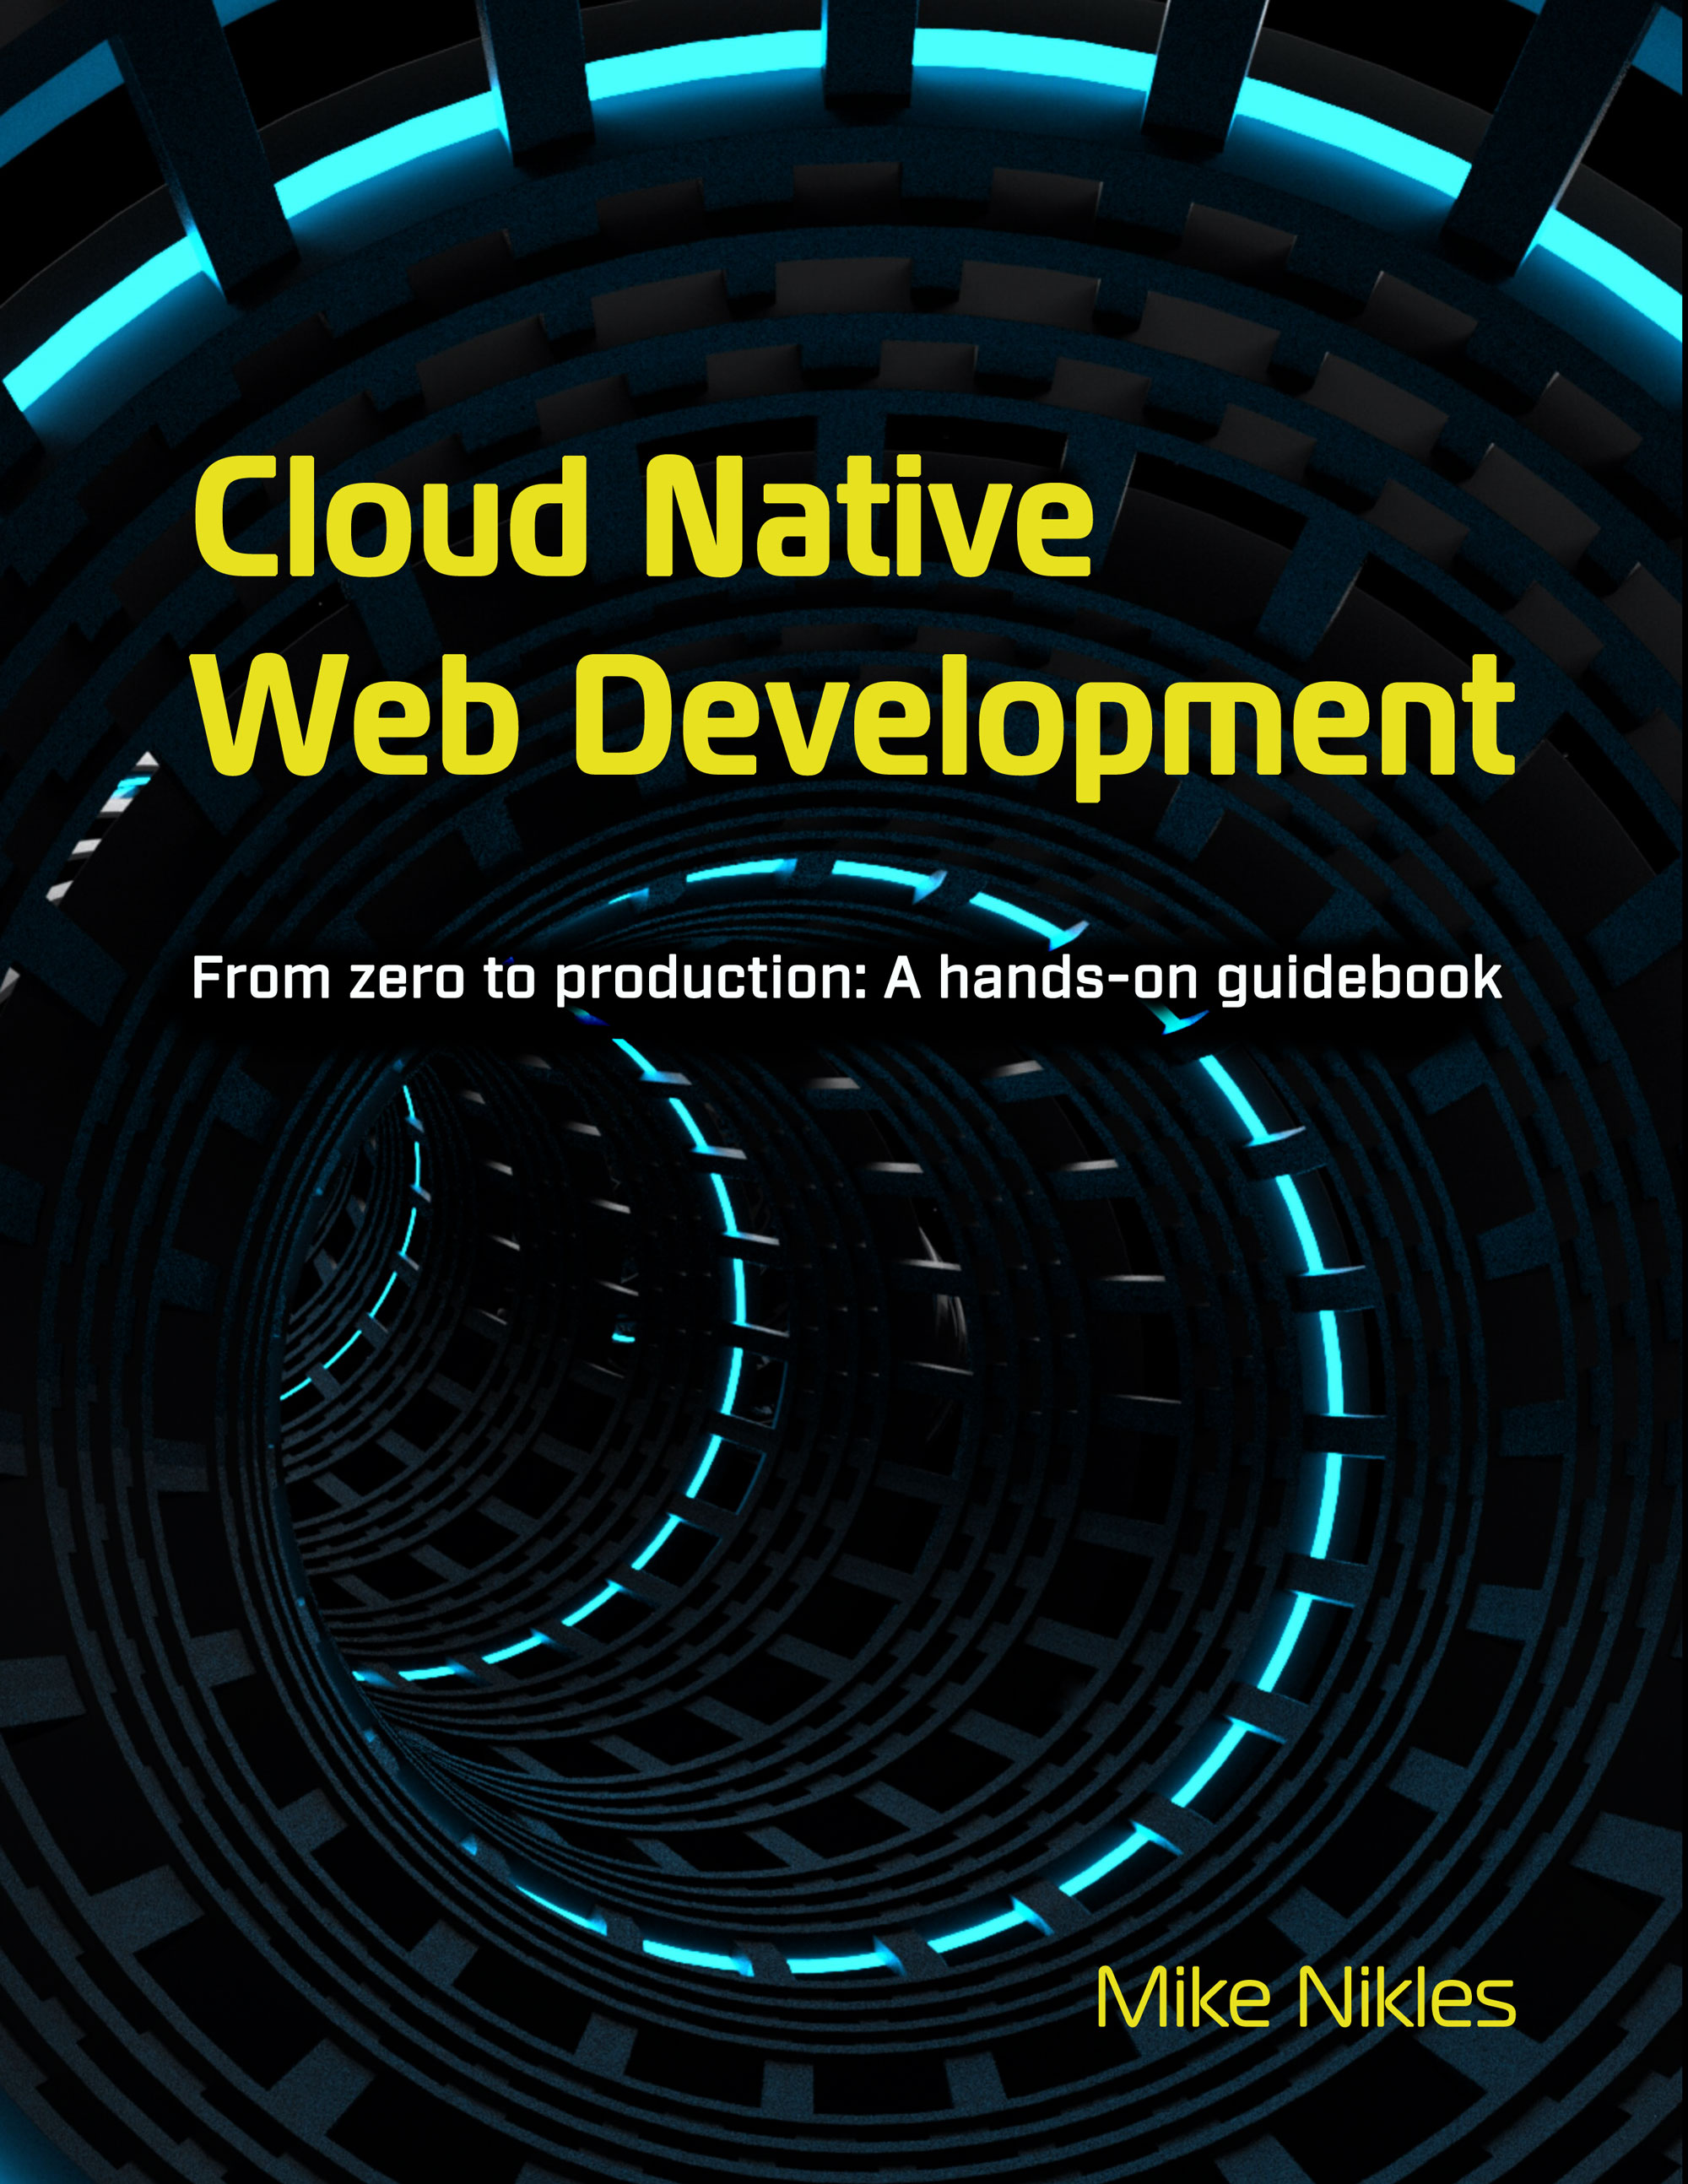 Cloud Native
Web Development
From zero to production: A hands-on guidebook
Mike Nikles